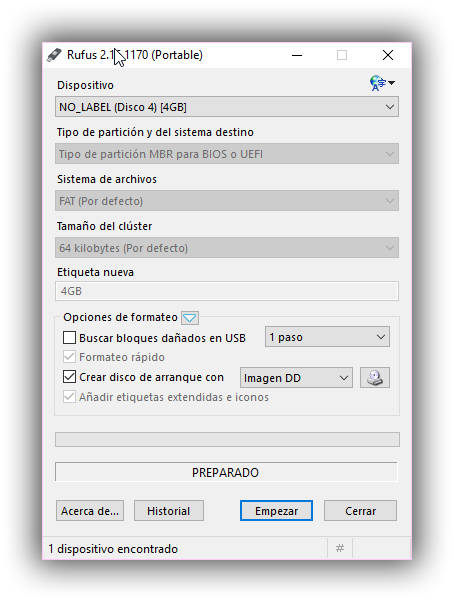 Rufus 1170 (Portable)
Dispositivo
NO_LABEL (Disco 4) [4GB]
Tipo de partición y del sistema destino
Tipo de partición MBR para BIOS o UEFI
Sistema de archivos
FAT (Por defecto)
Tamaño del clúster
64 kilobytes (Por defecto)
Etiqueta nueva
4GB
Opciones de formateo
Buscar bloques dañados en USB 1 paso
Formateo rápido
Crear disco de arranque con Imagen DD
Añadir etiquetas extendidas e iconos
PREPARADO
Acerca de... Historial Empezar Cerrar
1 dispositivo encontrado #